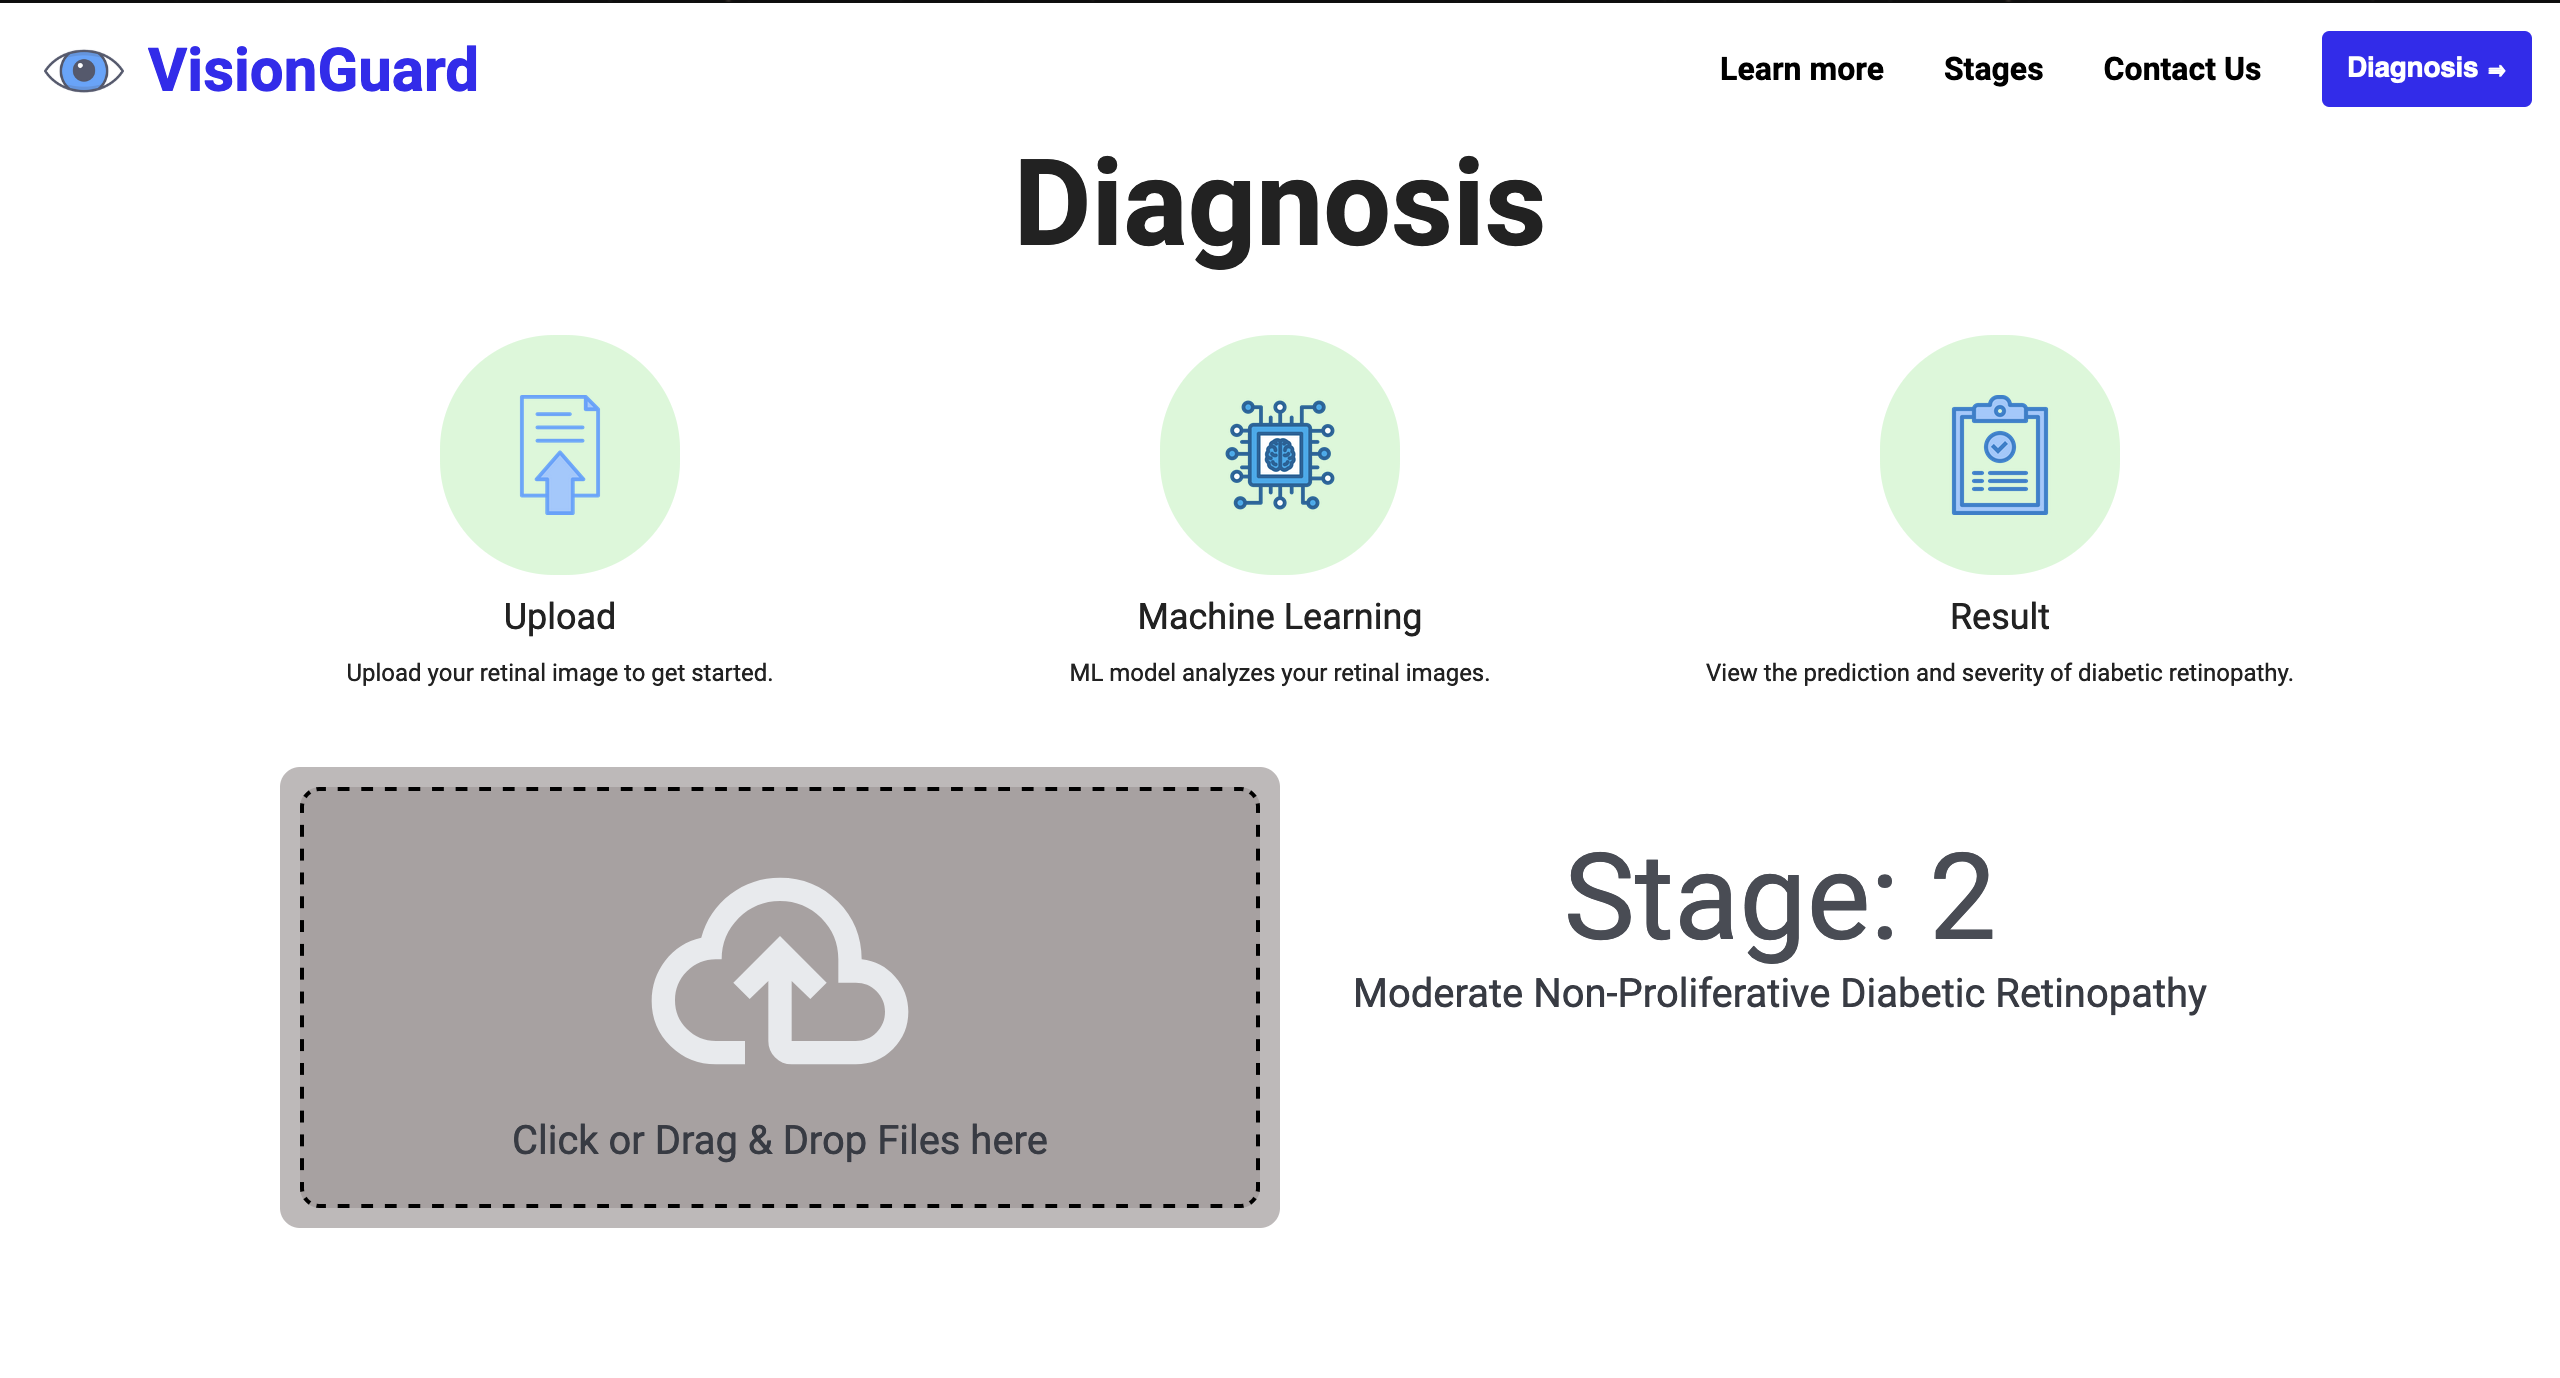 VisionGuard
Learn more
Stages
Contact Us
Diagnosis ➡
Diagnosis
Upload
Upload your retinal image to get started.
Machine Learning
ML model analyzes your retinal images.
Result
View the prediction and severity of diabetic retinopathy.
Click or Drag & Drop Files here
Stage: 2
Moderate Non-Proliferative Diabetic Retinopathy